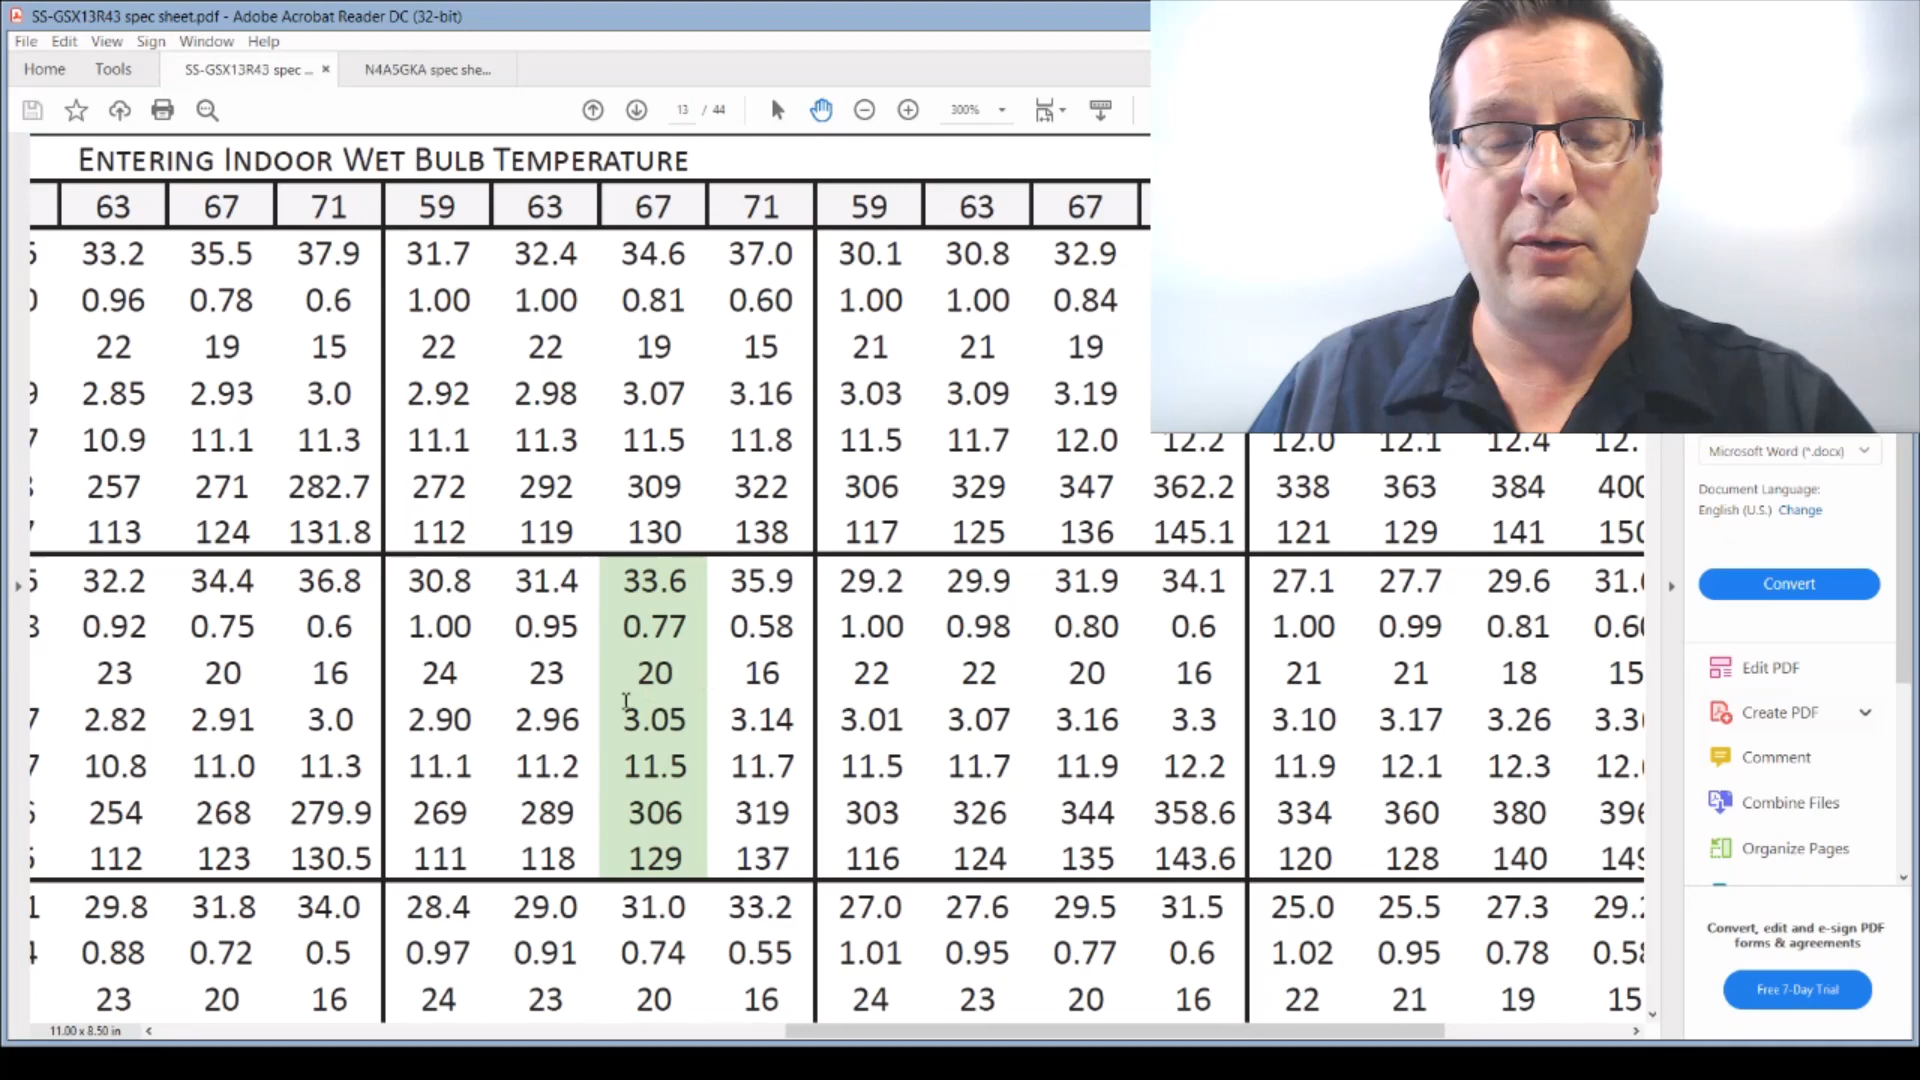 SS-GSX13R43 spec sheet.pdf - Adobe Acrobat Reader DC (32-bit)
File Edit View Sign Window Help
Home Tools SS-GSX13R43 spec ... × N4A5GKA spec she...
13 / 44 300%
ENTERING INDOOR WET BULB TEMPERATURE
63 67 71 59 63 67 71 59 63 67
33.2 35.5 37.9 31.7 32.4 34.6 37.0 30.1 30.8 32.9
0.96 0.78 0.6 1.00 1.00 0.81 0.60 1.00 1.00 0.84
22 19 15 22 22 19 15 21 21 19
2.85 2.93 3.0 2.92 2.98 3.07 3.16 3.03 3.09 3.19
10.9 11.1 11.3 11.1 11.3 11.5 11.8 11.5 11.7 12.0 12.2 12.0 12.1 12.4 12.
257 271 282.7 272 292 309 322 306 329 347 362.2 338 363 384 400
113 124 131.8 112 119 130 138 117 125 136 145.1 121 129 141 150
32.2 34.4 36.8 30.8 31.4 33.6 35.9 29.2 29.9 31.9 34.1 27.1 27.7 29.6 31.
0.92 0.75 0.6 1.00 0.95 0.77 0.58 1.00 0.98 0.80 0.6 1.00 0.99 0.81 0.60
23 20 16 24 23 20 16 22 22 20 16 21 21 18 15
2.82 2.91 3.0 2.90 2.96 3.05 3.14 3.01 3.07 3.16 3.3 3.10 3.17 3.26 3.3
10.8 11.0 11.3 11.1 11.2 11.5 11.7 11.5 11.7 11.9 12.2 11.9 12.1 12.3 12.
254 268 279.9 269 289 306 319 303 326 344 358.6 334 360 380 396
112 123 130.5 111 118 129 137 116 124 135 143.6 120 128 140 149
29.8 31.8 34.0 28.4 29.0 31.0 33.2 27.0 27.6 29.5 31.5 25.0 25.5 27.3 29.
0.88 0.72 0.5 0.97 0.91 0.74 0.55 1.01 0.95 0.77 0.6 1.02 0.95 0.78 0.5
23 20 16 24 23 20 16 24 23 20 16 22 21 19 15
11.00 x 8.50 in
Microsoft Word (*.docx)
Document Language:
English (U.S.) Change
Convert
Edit PDF
Create PDF
Comment
Combine Files
Organize Pages
Convert, edit and e-sign PDF
forms & agreements
Free 7-Day Trial